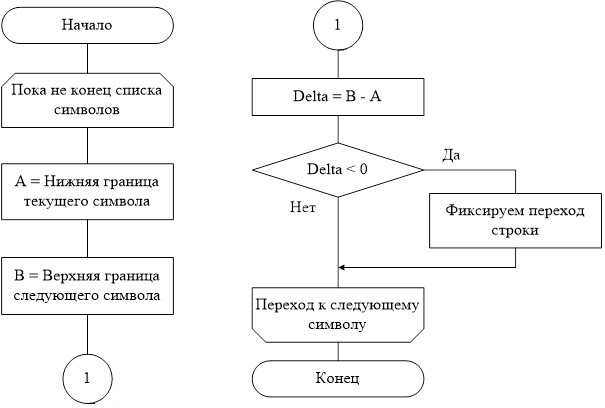 Начало
Пока не конец списка
символов
A = Нижняя граница
текущего символа
B = Верхняя граница
следующего символа
1
1
Delta = B - A
Delta < 0
Да
Нет
Фиксируем переход
строки
Переход к следующему
символу
Конец